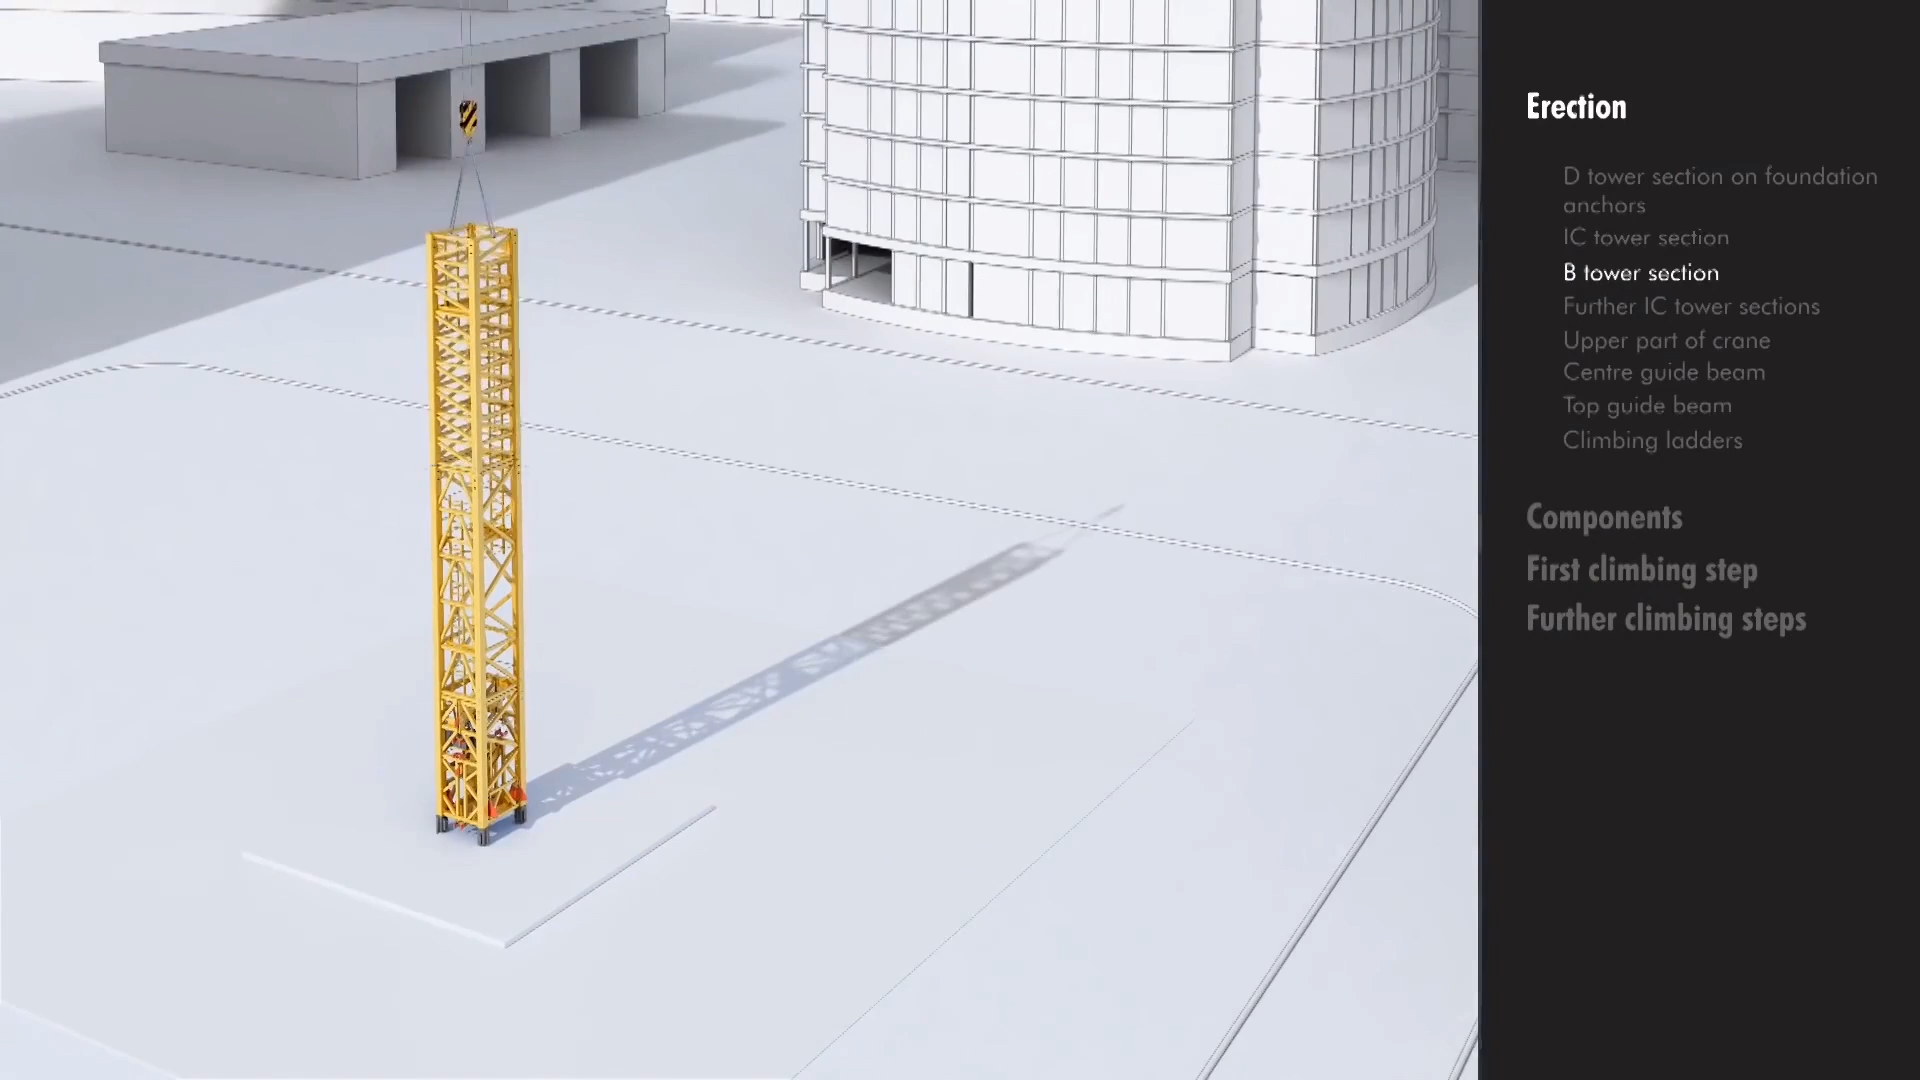 Erection
D tower section on foundation
anchors
IC tower section
B tower section
Further IC tower sections
Upper part of crane
Centre guide beam
Top guide beam
Climbing ladders
Components
First climbing step
Further climbing steps